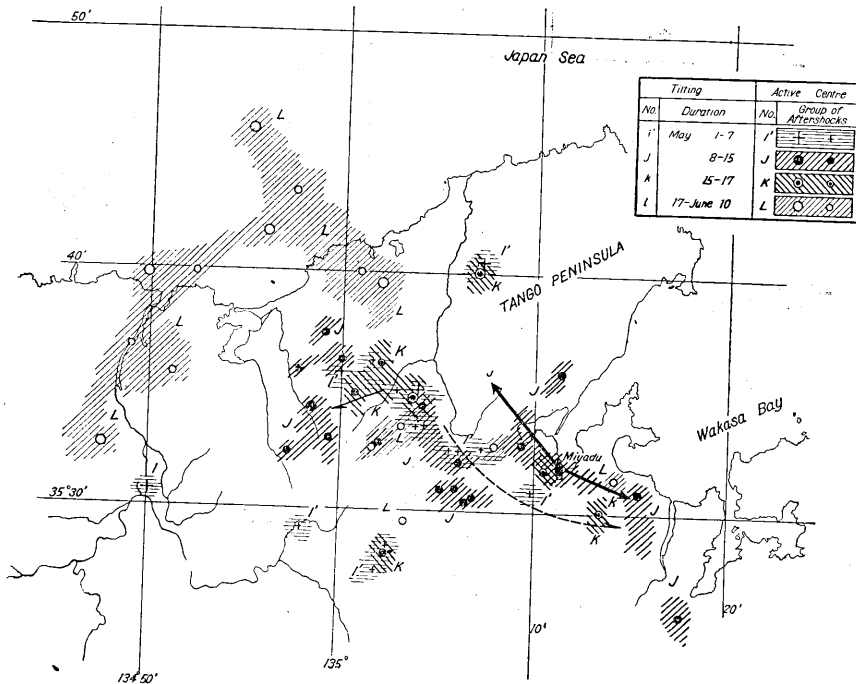 50'
Japan Sea
Tilting Active Centre
No. Duration No. Group of Aftershocks
I' May 1-7 I'
J 8-15 J
K 15-17 K
L 17-June 10 L
L
L
40'
I'
K
TANGO PENINSULA
L
J
L
K
J
L
K
J
J
Wakasa Bay
L
J
I'
Miyadu
L
I
J
I'
K
J
35°30'
L
J
K
I'
K
J
20'
10'
135°
134°50'